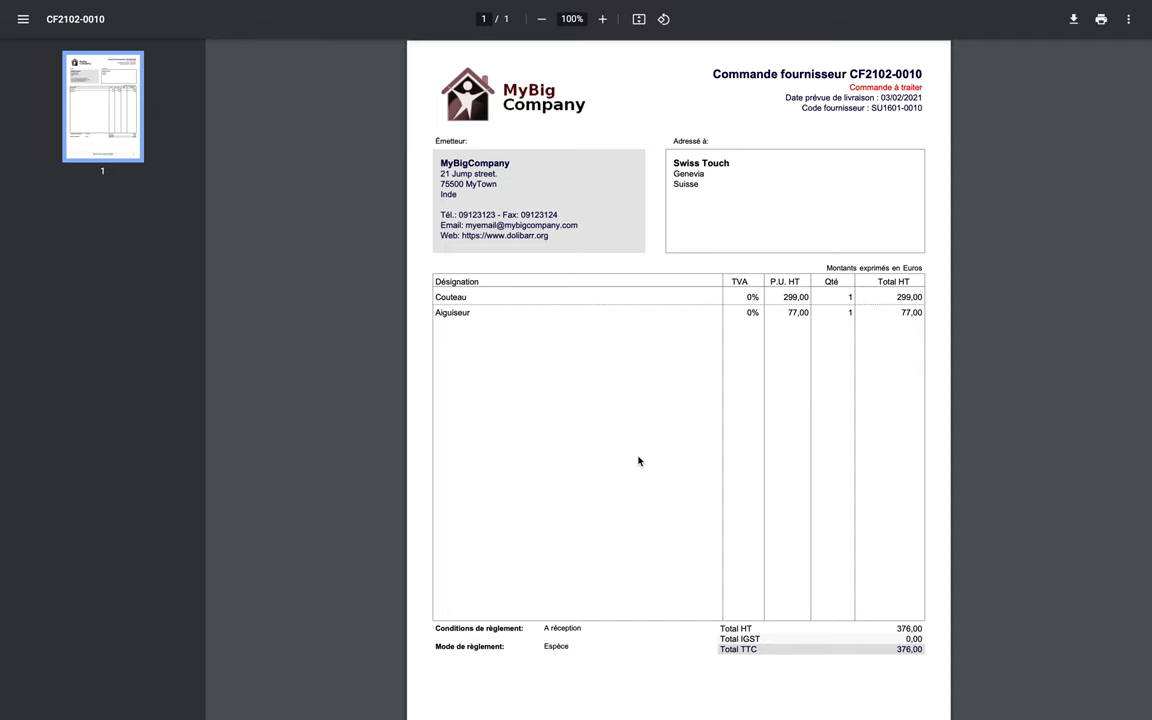 CF2102-0010
1 / 1
100%
1
MyBig
Company
Commande fournisseur CF2102-0010
Commande à traiter
Date prévue de livraison : 03/02/2021
Code fournisseur : SU1601-0010
Émetteur:
Adressé à:
MyBigCompany
21 Jump street.
75500 MyTown
Inde
Tél.: 09123123 - Fax: 09123124
Email: myemail@mybigcompany.com
Web: https://www.dolibarr.org
Swiss Touch
Genevia
Suisse
Montants exprimés en Euros
Désignation TVA P.U. HT Qté Total HT
Couteau 0% 299,00 1 299,00
Aiguiseur 0% 77,00 1 77,00
Conditions de règlement: A réception
Mode de règlement: Espèce
Total HT 376,00
Total IGST 0,00
Total TTC 376,00